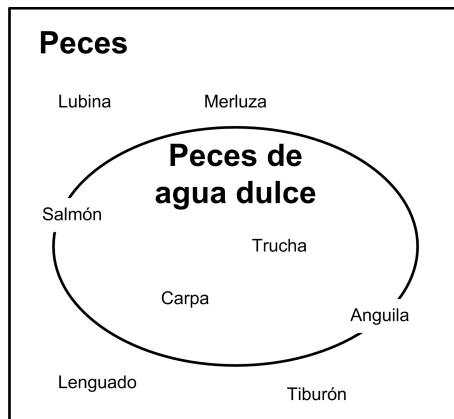 Peces
Lubina
Merluza
Peces de
agua dulce
Salmón
Trucha
Carpa
Anguila
Lenguado
Tiburón